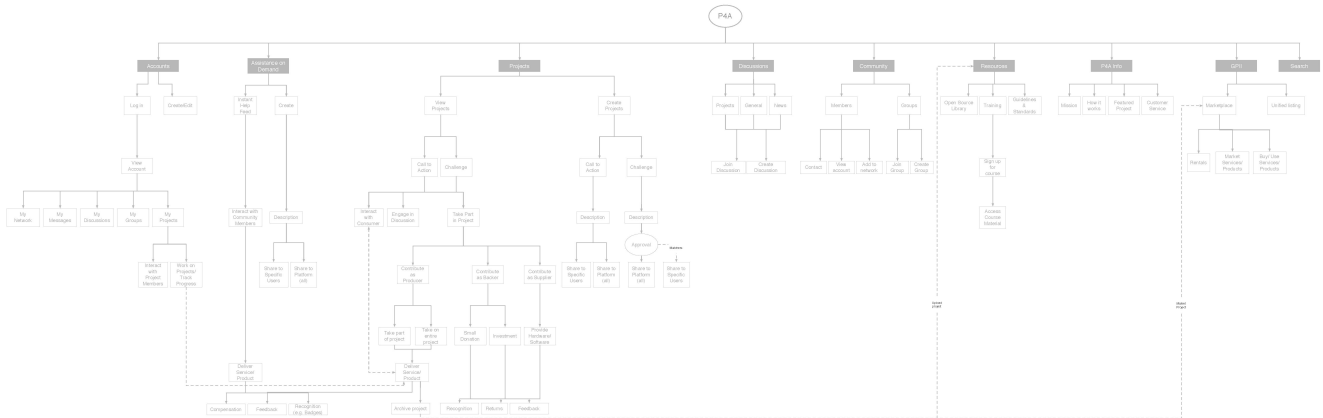 P4A
Accounts
Assistance on
Demand
Projects
Discussions
Community
Resources
P4A Info
GPII
Search
Log in
Create/Edit
Instant
Help
Feed
Create
View
Projects
Create
Projects
Projects
General
News
Members
Groups
Open Source
Library
Training
Guidelines
&
Standards
Mission
How it
works
Featured
Project
Customer
Service
Marketplace
Unified listing
View
Account
Call to
Action
Challenge
Call to
Action
Challenge
Join
Discussion
Create
Discussion
Contact
View
account
Add to
network
Join
Group
Create
Group
Sign up
for
course
Rentals
Market
Service/
Products
Buy/ Use
Service/
Products
My
Network
My
Messages
My
Discussions
My
Groups
My
Projects
Interact with
Community
Members
Description
Interact
with
Consumer
Engage in
Discussion
Take Part
in Project
Description
Description
Access
Course
Material
Approval
Interact
with
Project
Members
Work on
Projects/
Track
Progress
Share to
Specific
Users
Share to
Platform
Contribute
as
Producer
Contribute
as Backer
Contribute
as Supplier
Share to
Specific
Users
Share to
Platform
Share to
Platform
Share to
Specific
Users
Take part
of project
Take on
entire
project
Small
Donation
Investment
Provide
Hardware/
Software
Deliver
Service/
Product
Deliver
Service/
Product
Compensation
Feedback
Recognition
(e.g. Badges)
Archive project
Recognition
Returns
Feedback